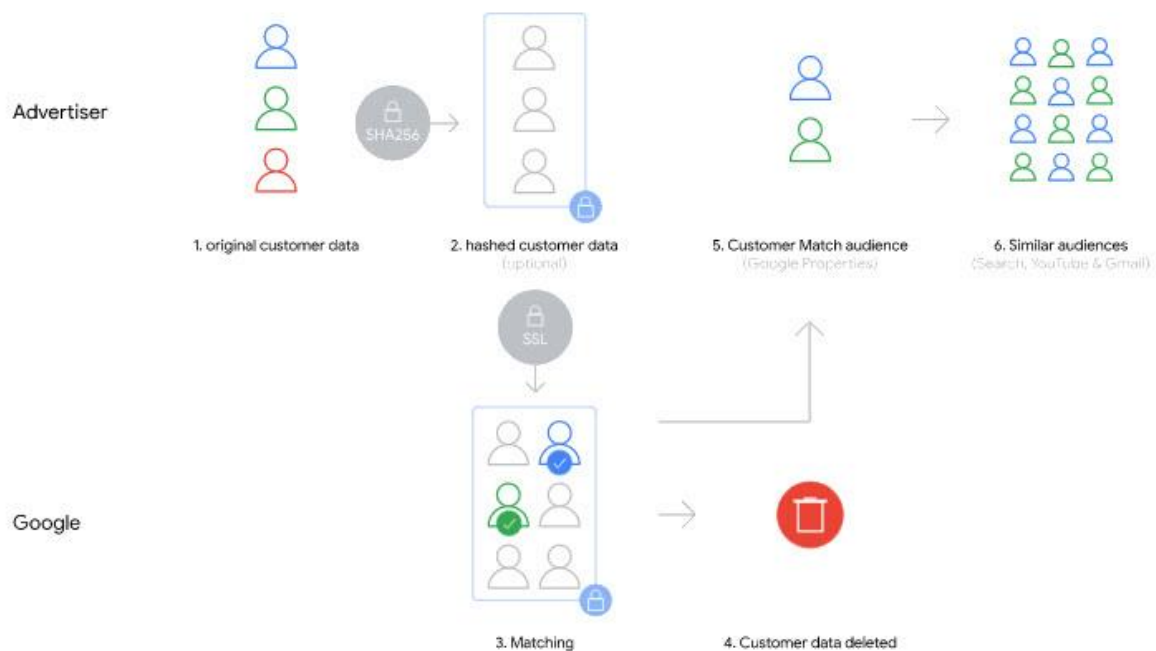 Advertiser
SHA256
1. original customer data
2. hashed customer data
(optional)
5. Customer Match audience
(Google Properties)
6. Similar audiences
(Search, YouTube & Gmail)
SSL
Google
3. Matching
4. Customer data deleted